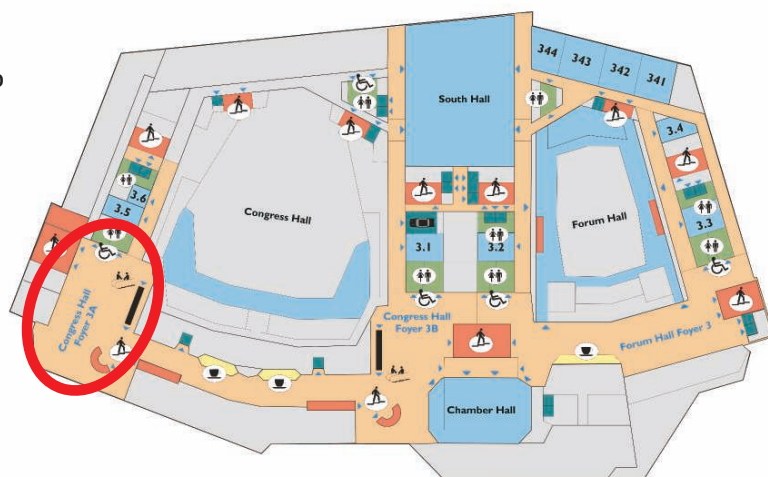 344
343
342
341
South Hall
3.4
3.6
3.5
Congress Hall
3.1
3.2
Forum Hall
3.3
Congress Hall
Foyer 3A
Congress Hall
Foyer 3B
Forum Hall Foyer 3
Chamber Hall